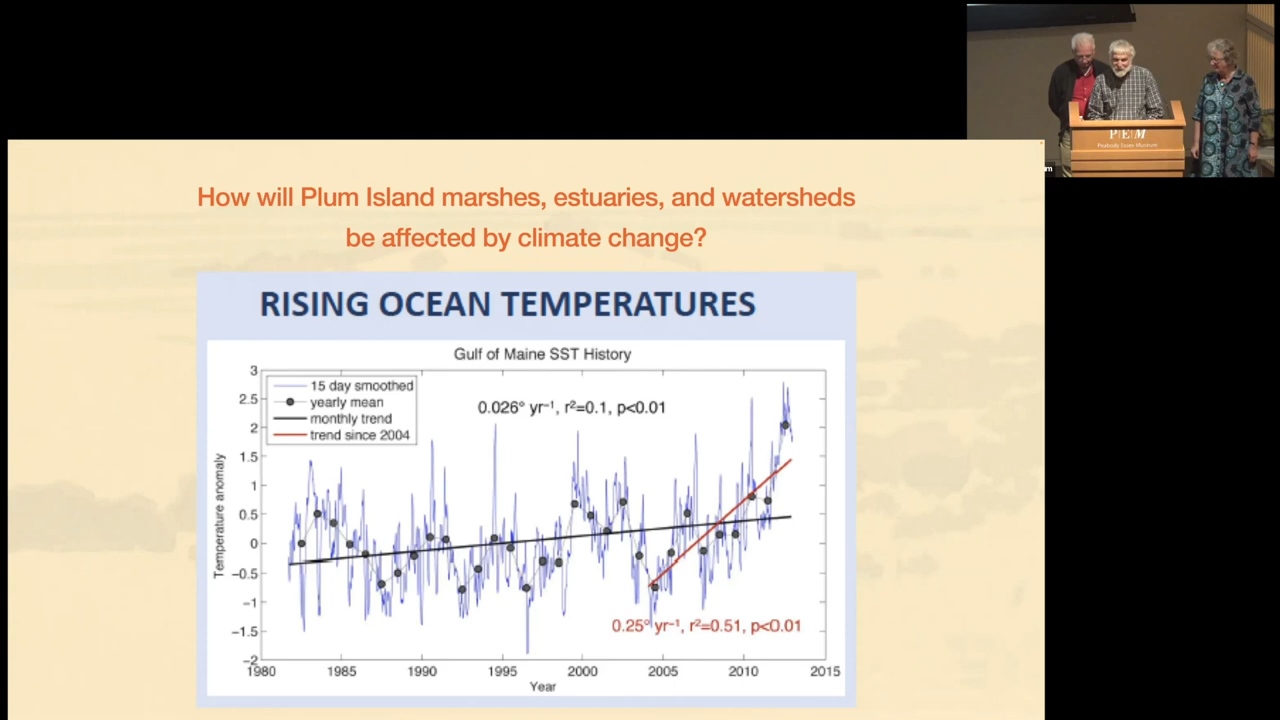 P|E|M
Peabody Essex Museum
m
How will Plum Island marshes, estuaries, and watersheds
be affected by climate change?
RISING OCEAN TEMPERATURES
Gulf of Maine SST History
15 day smoothed
yearly mean
monthly trend
trend since 2004
0.026° yr⁻¹, r²=0.1, p<0.01
0.25° yr⁻¹, r²=0.51, p<0.01
Temperature anomaly
3
2.5
2
1.5
1
0.5
0
−0.5
−1
−1.5
−2
1980 1985 1990 1995 2000 2005 2010 2015
Year